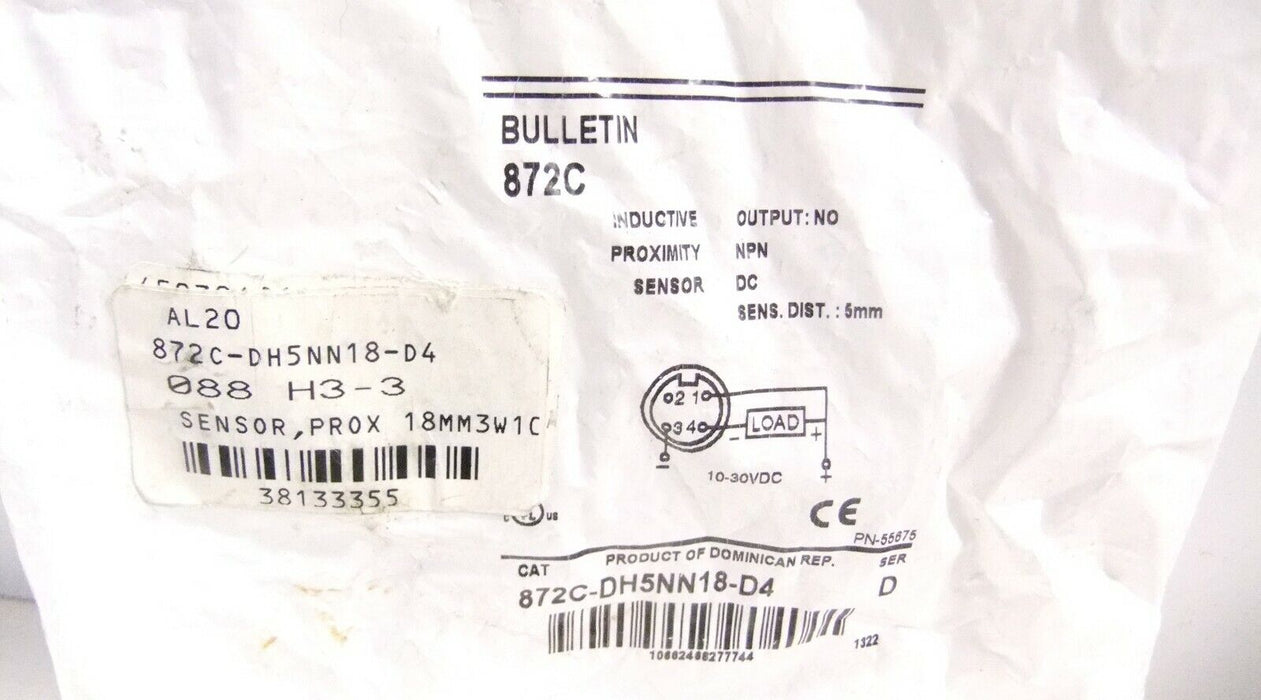 BULLETIN
872C
INDUCTIVE OUTPUT: NO
PROXIMITY NPN
SENSOR DC
SENS. DIST. : 5mm
AL20
872C-DH5NN18-D4
088 H3-3
SENSOR,PROX 18MM3W1C
38133355
2 1
3 4 - LOAD +
- 10-30VDC +
US
CE
PN-55675
PRODUCT OF DOMINICAN REP.
CAT SER
872C-DH5NN18-D4 D
1322